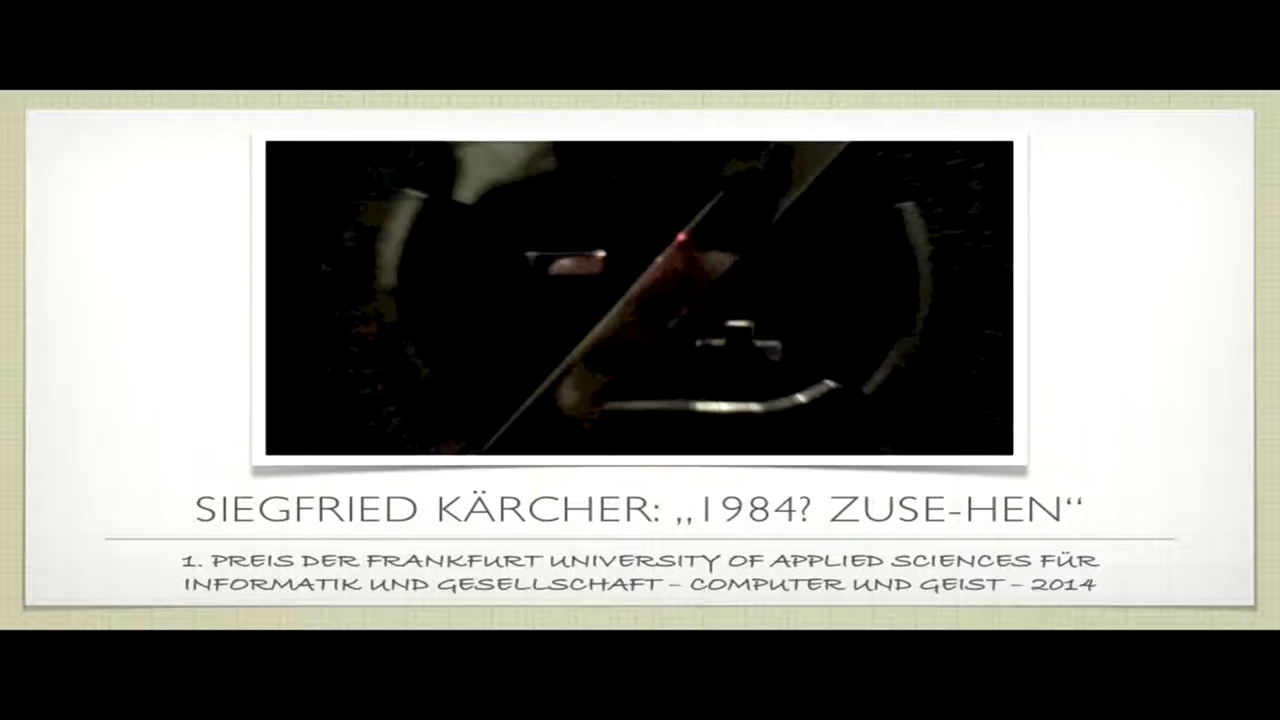 SIEGFRIED KÄRCHER: „1984? ZUSE-HEN“
1. PREIS DER FRANKFURT UNIVERSITY OF APPLIED SCIENCES FÜR
INFORMATIK UND GESELLSCHAFT – COMPUTER UND GEIST – 2014